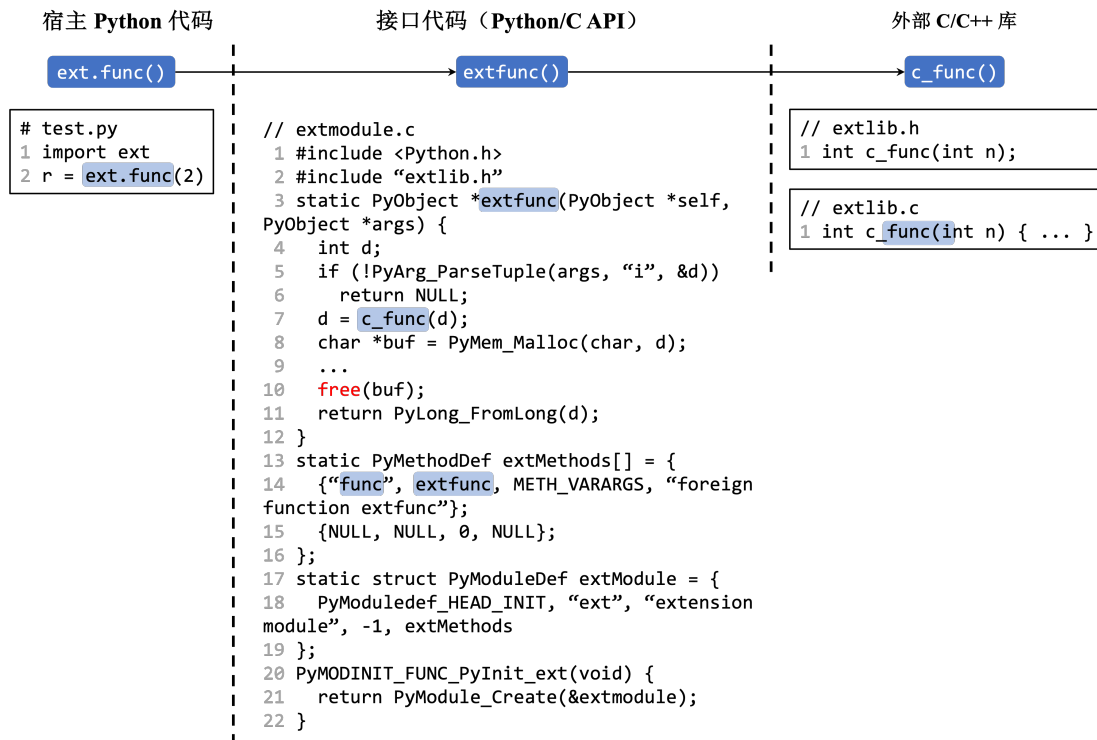 宿主 Python 代码
接口代码（Python/C API）
外部 C/C++ 库
ext.func()
extfunc()
c_func()
# test.py
1 import ext
2 r = ext.func(2)
// extmodule.c
1 #include <Python.h>
2 #include “extlib.h”
3 static PyObject *extfunc(PyObject *self,
PyObject *args) {
4   int d;
5   if (!PyArg_ParseTuple(args, “i”, &d))
6     return NULL;
7   d = c_func(d);
8   char *buf = PyMem_Malloc(char, d);
9   ...
10   free(buf);
11   return PyLong_FromLong(d);
12 }
13 static PyMethodDef extMethods[] = {
14   {“func”, extfunc, METH_VARARGS, “foreign
function extfunc”};
15   {NULL, NULL, 0, NULL};
16 };
17 static struct PyModuleDef extModule = {
18   PyModuledef_HEAD_INIT, “ext”, “extension
module”, -1, extMethods
19 };
20 PyMODINIT_FUNC_PyInit_ext(void) {
21   return PyModule_Create(&extmodule);
22 }
// extlib.h
1 int c_func(int n);
// extlib.c
1 int c_func(int n) { ... }